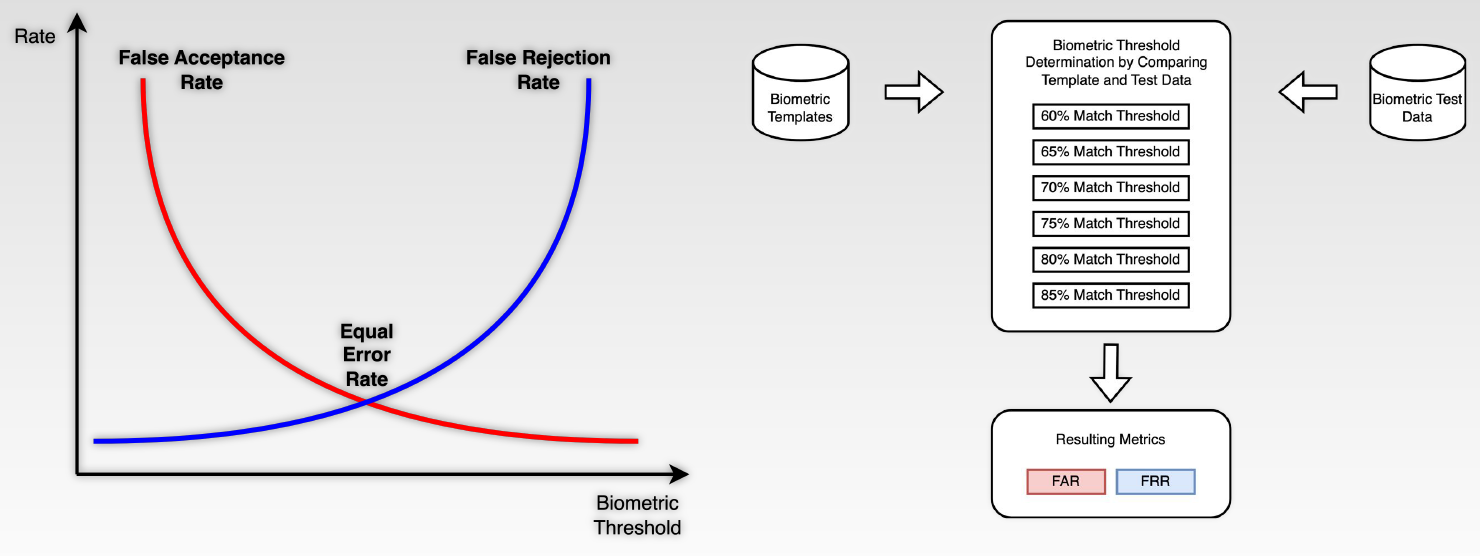 Rate
False Acceptance
Rate
False Rejection
Rate
Equal
Error
Rate
Biometric
Threshold
Biometric
Templates
Biometric Threshold
Determination by Comparing
Template and Test Data
60% Match Threshold
65% Match Threshold
70% Match Threshold
75% Match Threshold
80% Match Threshold
85% Match Threshold
Biometric Test
Data
Resulting Metrics
FAR
FRR